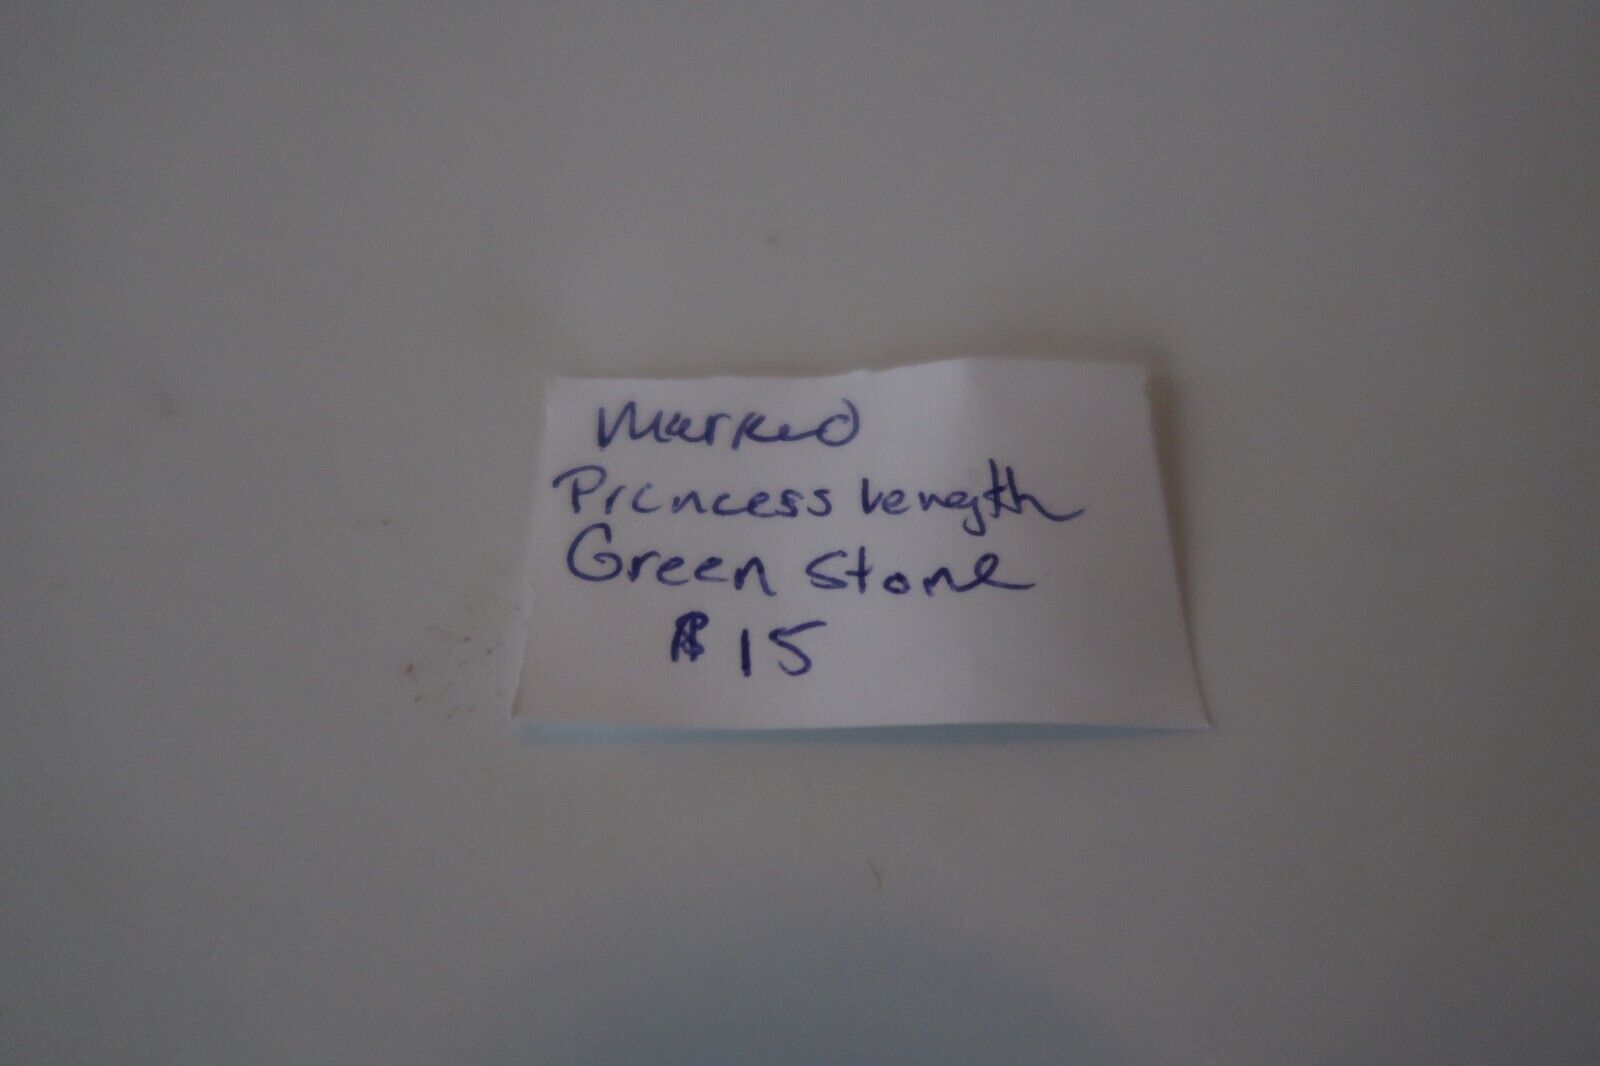 Marked
Princess length
Green Stone
$15